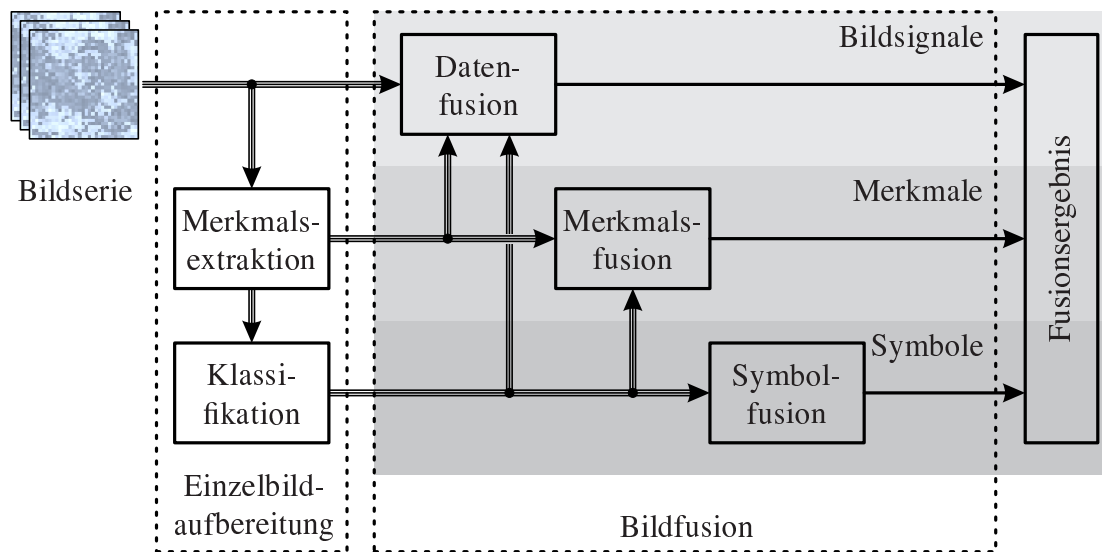 Bildserie
Merkmals-
extraktion
Klassi-
fikation
Einzelbild-
aufbereitung
Daten-
fusion
Bildsignale
Merkmals-
fusion
Merkmale
Symbol-
fusion
Symbole
Bildfusion
Fusionsergebnis